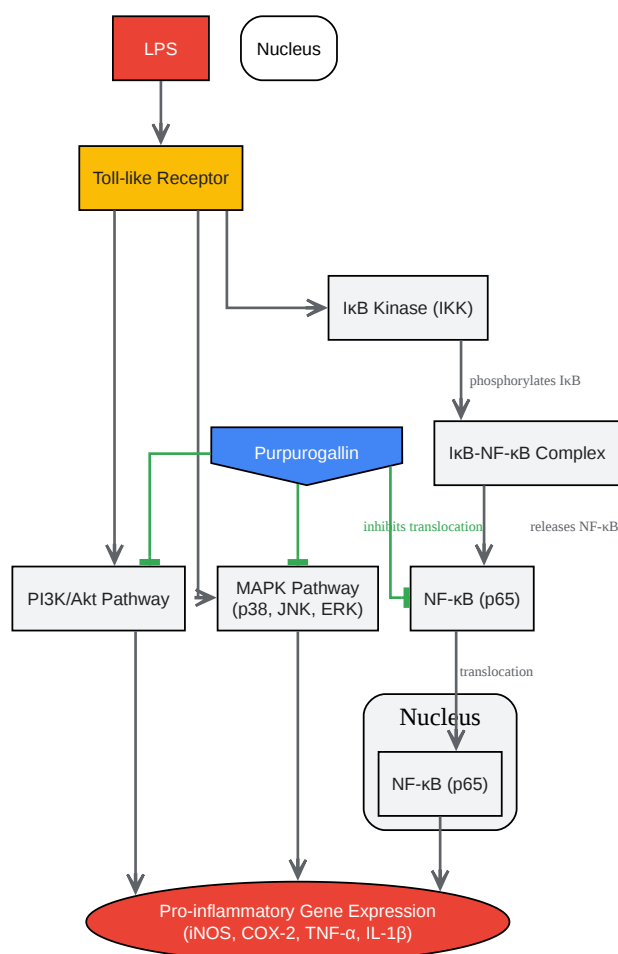 LPS
Nucleus
Toll-like Receptor
IκB Kinase (IKK)
phosphorylates IκB
Purpurogallin
IκB-NF-κB Complex
inhibits translocation
releases NF-κB
PI3K/Akt Pathway
MAPK Pathway
(p38, JNK, ERK)
NF-κB (p65)
translocation
Nucleus
NF-κB (p65)
Pro-inflammatory Gene Expression
(iNOS, COX-2, TNF-α, IL-1β)